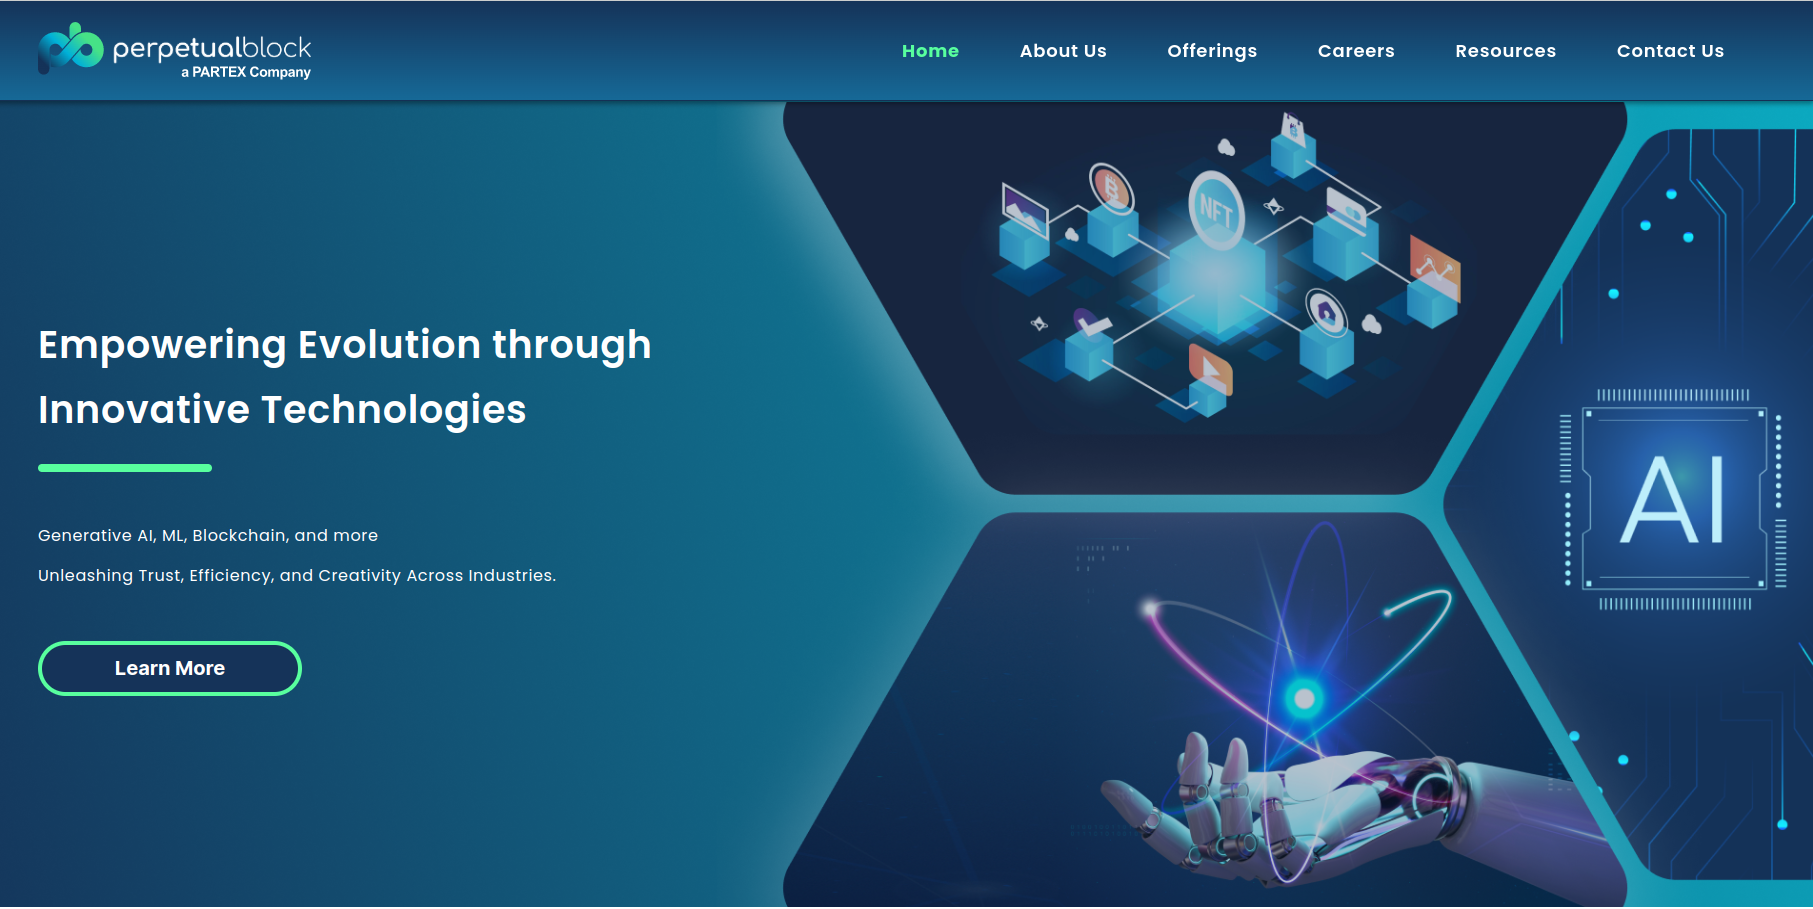 perpetualblock
a PARTEX Company
Home About Us Offerings Careers Resources Contact Us
NFT
Empowering Evolution through
Innovative Technologies
AI
Generative AI, ML, Blockchain, and more
Unleashing Trust, Efficiency, and Creativity Across Industries.
Learn More